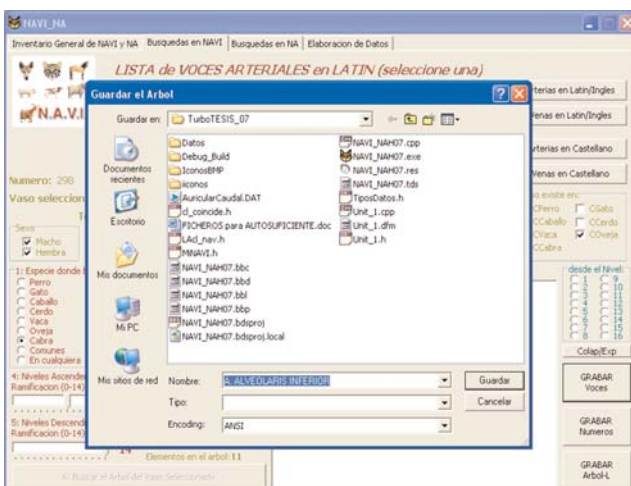 NAVI_NA
Inventario General de NAVI y NA
Busquedas en NAVI
Busquedas en NA
Elaboracion de Datos
LISTA de VOCES ARTERIALES en LATIN (seleccione una)
N.A.V.I
Numero: 298
Vaso seleccion
Sexo
Macho
Hembra
1: Especie donde
Perro
Gato
Caballo
Cerdo
Vaca
Oveja
Cabra
Comunes
En cualquiera
4: Niveles Ascende
Ramificacion (0-14)
5: Niveles Descend
Ramificacion (0-14)
14
Elementos en el arbol: 11
Guardar el Arbol
Guardar en:
TurboTESIS_07
Documentos recientes
Escritorio
Mis documentos
Mi PC
Mis sitios de red
Datos
Debug_Build
IconosBMP
iconos
AuricularCaudal.DAT
cl_coincide.h
FICHEROS para AUTOSUFICIENTE.doc
LAd_nav.h
MiNAVI.h
NAVI_NAH07.bbc
NAVI_NAH07.bbd
NAVI_NAH07.bbl
NAVI_NAH07.bbp
NAVI_NAH07.bdsproj
NAVI_NAH07.bdsproj.local
NAVI_NAH07.cpp
NAVI_NAH07.exe
NAVI_NAH07.res
NAVI_NAH07.tds
TiposDatos.h
Unit_1.cpp
Unit_1.dfm
Unit_1.h
Nombre:
A. ALVEOLARIS INFERIOR
Guardar
Tipo:
Cancelar
Encoding:
ANSI
rterias en Latin/Ingles
enas en Latin/Ingles
rterias en Castellano
Venas en Castellano
CPerro
CGato
CCaballo
CCerdo
CVaca
COveja
CCabra
desde el Nivel:
1 9
2 10
3 11
4 12
5 13
6 14
7 15
8 16
Colap/Exp
GRABAR
Voces
GRABAR
Numeros
GRABAR
Arbol-L